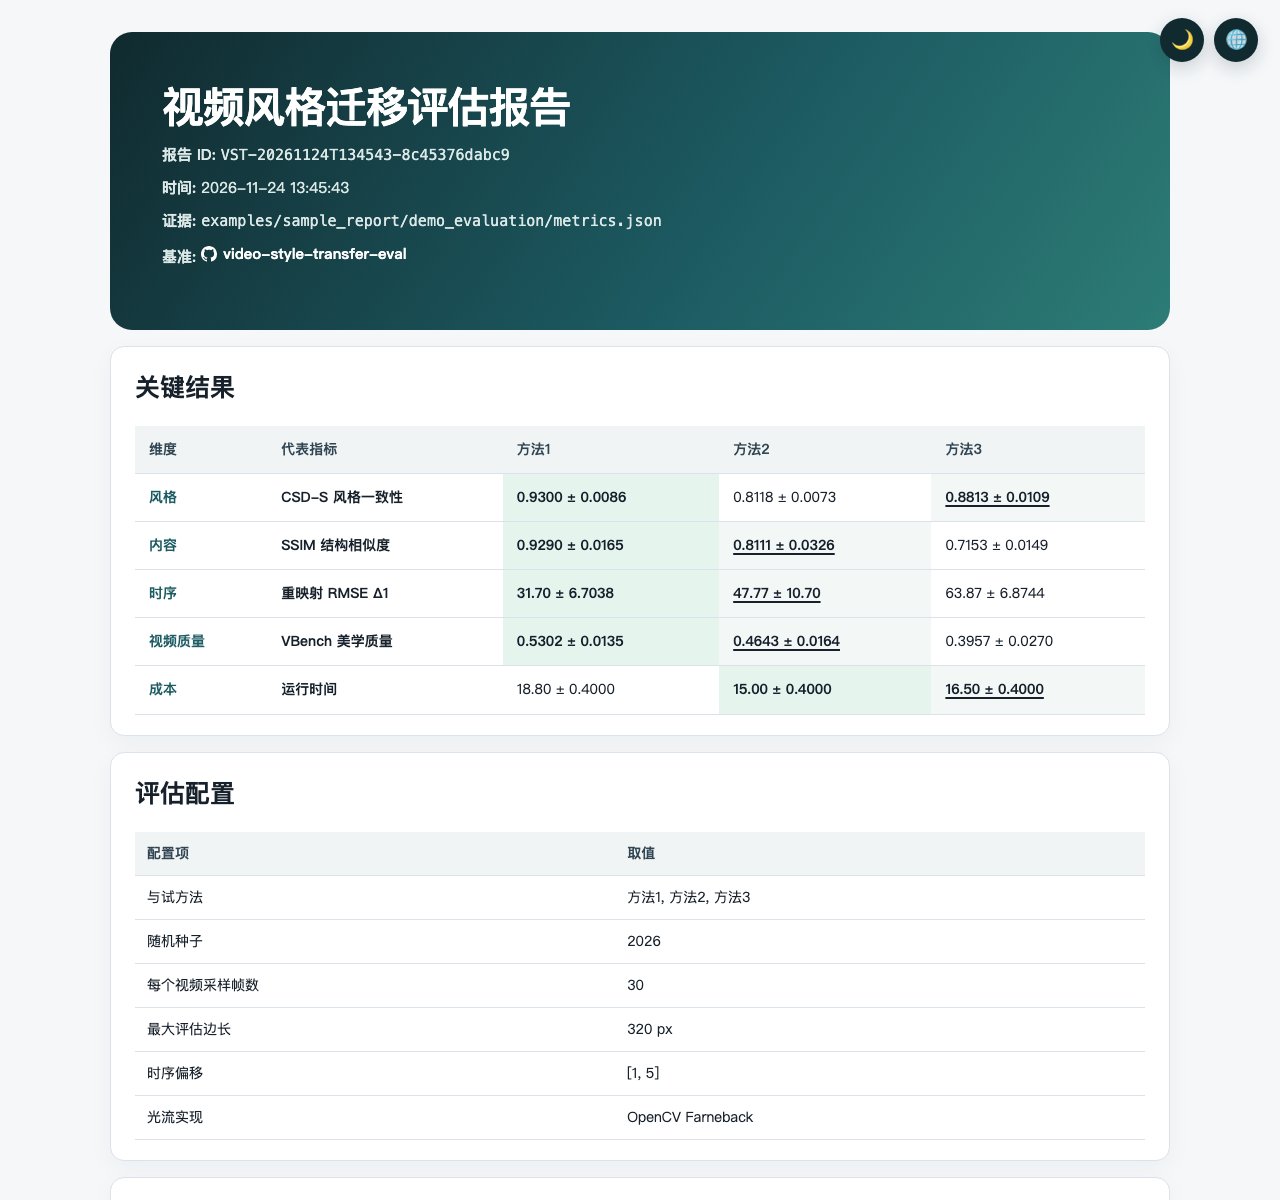 视频风格迁移评估报告
报告 ID: VST-20261124T134543-8c45376dabc9
时间: 2026-11-24 13:45:43
证据: examples/sample_report/demo_evaluation/metrics.json
基准: video-style-transfer-eval
关键结果
维度 代表指标 方法1 方法2 方法3
风格 CSD-S 风格一致性 0.9300 ± 0.0086 0.8118 ± 0.0073 0.8813 ± 0.0109
内容 SSIM 结构相似度 0.9290 ± 0.0165 0.8111 ± 0.0326 0.7153 ± 0.0149
时序 重映射 RMSE Δ1 31.70 ± 6.7038 47.77 ± 10.70 63.87 ± 6.8744
视频质量 VBench 美学质量 0.5302 ± 0.0135 0.4643 ± 0.0164 0.3957 ± 0.0270
成本 运行时间 18.80 ± 0.4000 15.00 ± 0.4000 16.50 ± 0.4000
评估配置
配置项 取值
与试方法 方法1, 方法2, 方法3
随机种子 2026
每个视频采样帧数 30
最大评估边长 320 px
时序偏移 [1, 5]
光流实现 OpenCV Farneback